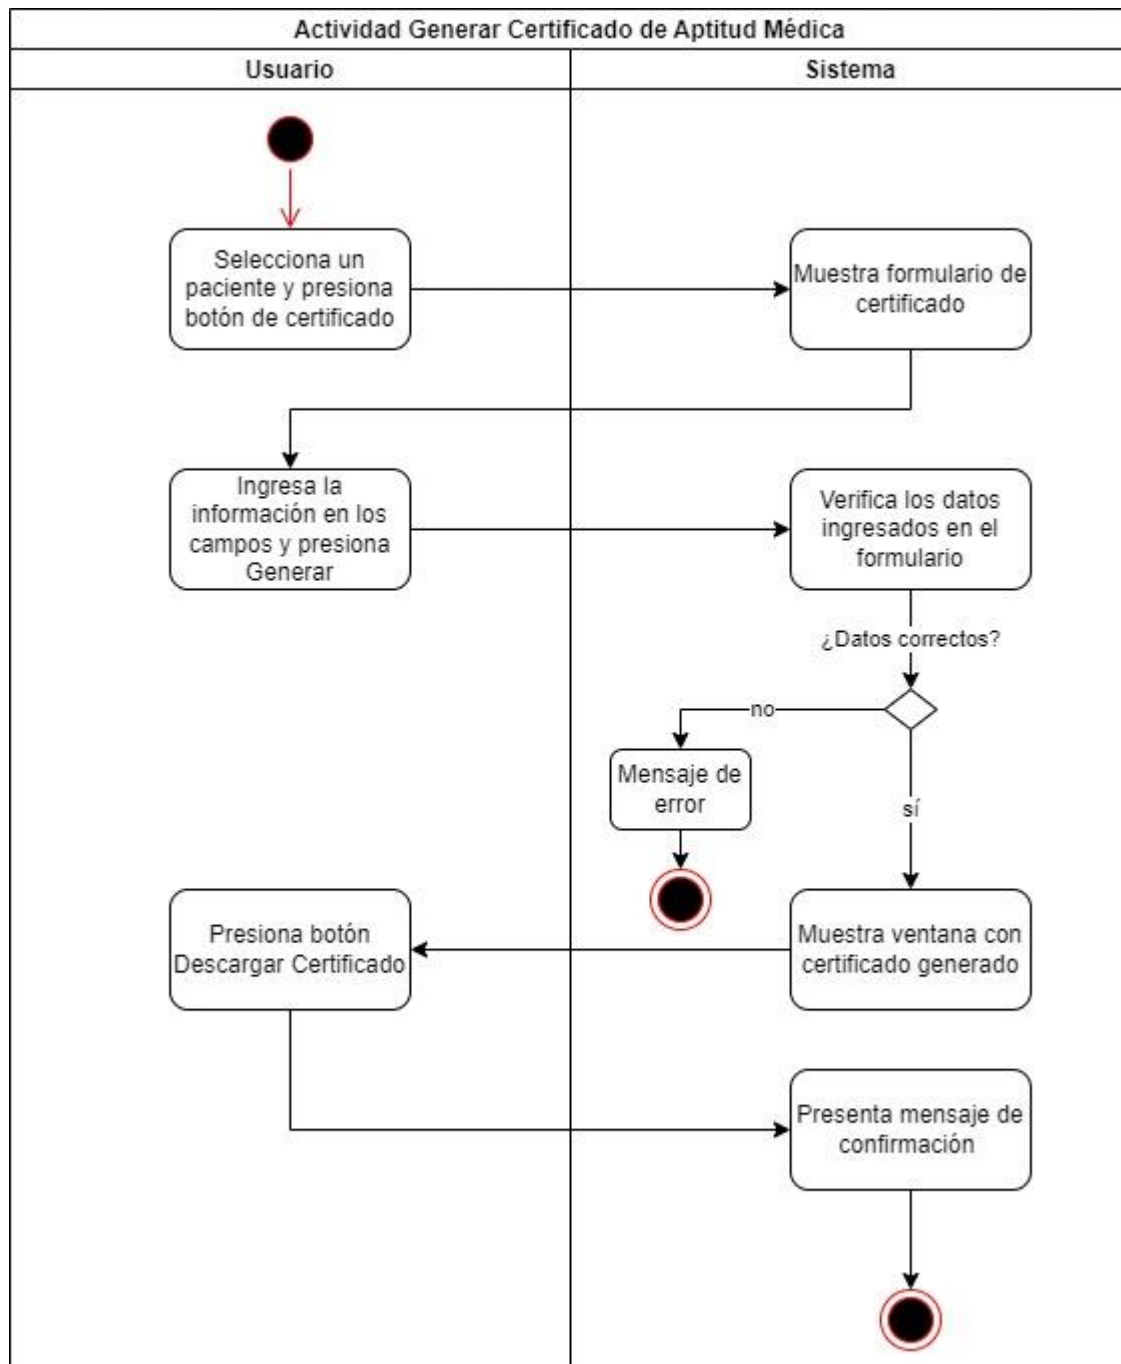 Actividad Generar Certificado de Aptitud Médica
Usuario
Sistema
Selecciona un
paciente y presiona
botón de certificado
Muestra formulario de
certificado
Ingresa la
información en los
campos y presiona
Generar
Verifica los datos
ingresados en el
formulario
¿Datos correctos?
no
Mensaje de
error
sí
Presiona botón
Descargar Certificado
Muestra ventana con
certificado generado
Presenta mensaje de
confirmación